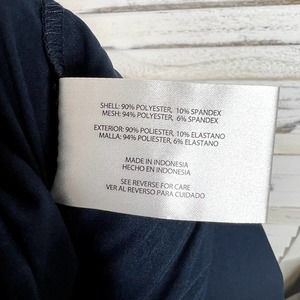 SHELL: 90% POLYESTER, 10% SPANDEX
MESH: 94% POLYESTER, 6% SPANDEX
EXTERIOR: 90% POLIESTER, 10% ELASTANO
MALLA: 94% POLIESTER, 6% ELASTANO
MADE IN INDONESIA
HECHO EN INDONESIA
SEE REVERSE FOR CARE
VER AL REVERSO PARA CUIDADO